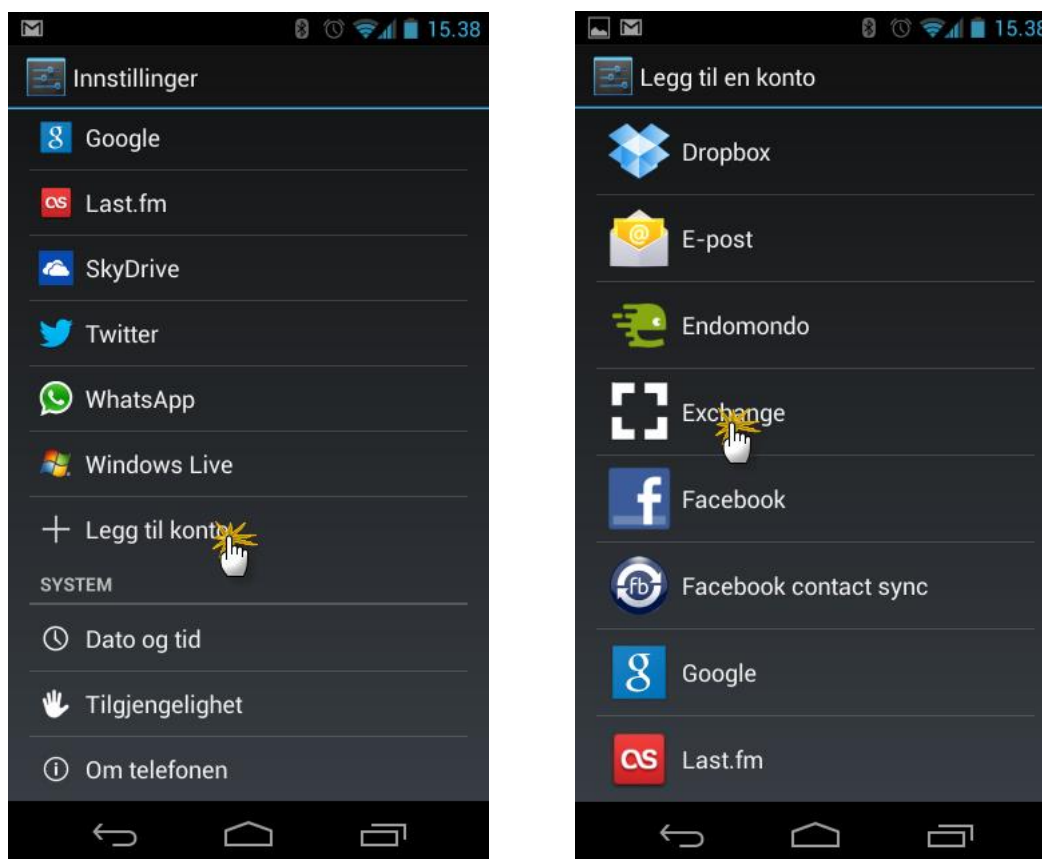 15.38
Innstillinger
Google
Last.fm
SkyDrive
Twitter
WhatsApp
Windows Live
Legg til konto
SYSTEM
Dato og tid
Tilgjengelighet
Om telefonen
15.38
Legg til en konto
Dropbox
E-post
Endomondo
Exchange
Facebook
Facebook contact sync
Google
Last.fm